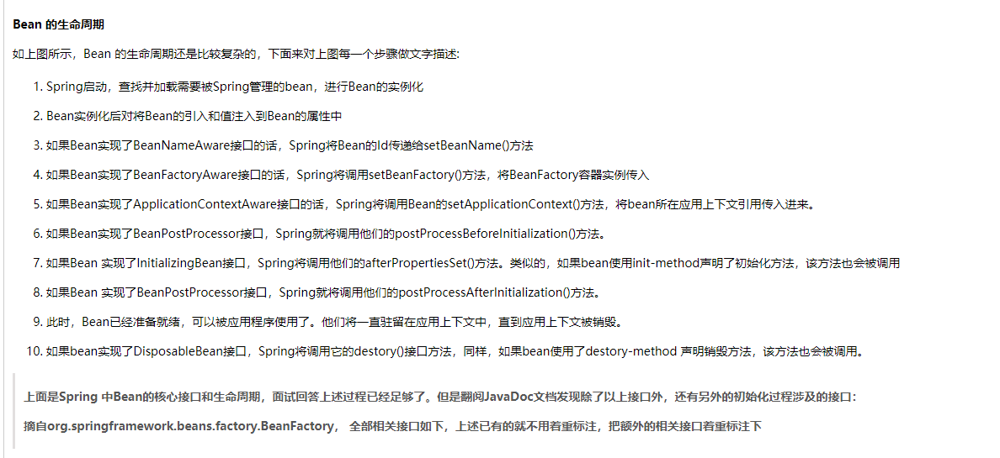 Bean 的生命周期
如上图所示，Bean 的生命周期还是比较复杂的，下面来对上图每一个步骤做文字描述:
1. Spring启动，查找并加载需要被Spring管理的bean，进行Bean的实例化
2. Bean实例化后对将Bean的引入和值注入到Bean的属性中
3. 如果Bean实现了BeanNameAware接口的话，Spring将Bean的Id传递给setBeanName()方法
4. 如果Bean实现了BeanFactoryAware接口的话，Spring将调用setBeanFactory()方法，将BeanFactory容器实例传入
5. 如果Bean实现了ApplicationContextAware接口的话，Spring将调用Bean的setApplicationContext()方法，将bean所在应用上下文引用传入进来。
6. 如果Bean实现了BeanPostProcessor接口，Spring就将调用他们的postProcessBeforeInitialization()方法。
7. 如果Bean 实现了InitializingBean接口，Spring将调用他们的afterPropertiesSet()方法。类似的，如果bean使用init-method声明了初始化方法，该方法也会被调用
8. 如果Bean 实现了BeanPostProcessor接口，Spring就将调用他们的postProcessAfterInitialization()方法。
9. 此时，Bean已经准备就绪，可以被应用程序使用了。他们将一直驻留在应用上下文中，直到应用上下文被销毁。
10. 如果bean实现了DisposableBean接口，Spring将调用它的destory()接口方法，同样，如果bean使用了destory-method 声明销毁方法，该方法也会被调用。
上面是Spring 中Bean的核心接口和生命周期，面试回答上述过程已经足够了。但是翻阅JavaDoc文档发现除了以上接口外，还有另外的初始化过程涉及的接口：
摘自org.springframework.beans.factory.BeanFactory， 全部相关接口如下，上述已有的就不用着重标注，把额外的相关接口着重标注下